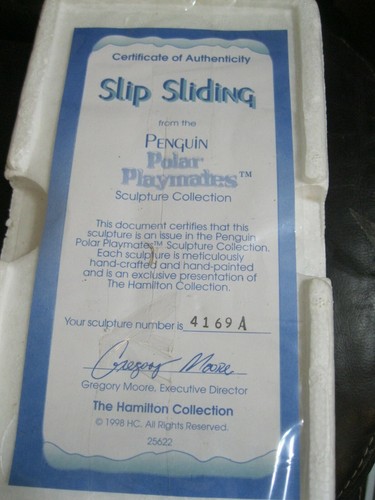 Certificate of Authenticity
Slip Sliding
from the
PENGUIN
Polar
Playmates™
Sculpture Collection
This document certifies that this
sculpture is an issue in the Penguin
Polar Playmates™ Sculpture Collection.
Each sculpture is meticulously
hand-crafted and hand-painted
and is an exclusive presentation of
The Hamilton Collection.
Your sculpture number is 4169A
Gregory Moore
Gregory Moore, Executive Director
The Hamilton Collection
© 1998 HC. All Rights Reserved.
25622